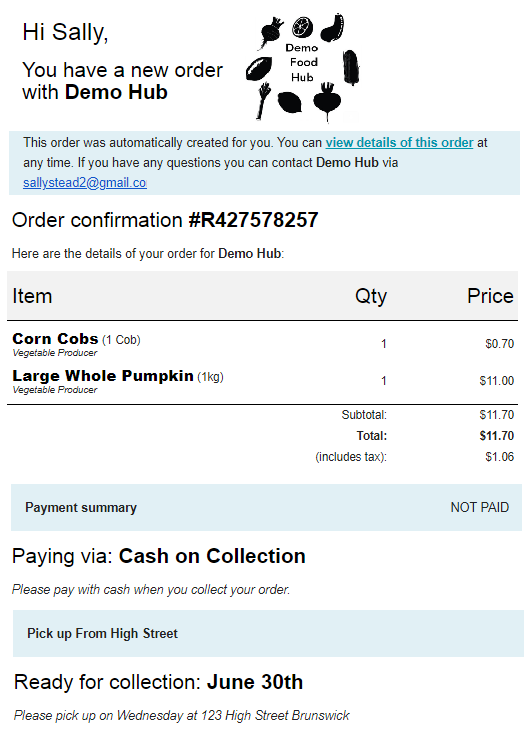 Hi Sally,
You have a new order
with Demo Hub
Demo
Food
Hub
This order was automatically created for you. You can view details of this order at
any time. If you have any questions you can contact Demo Hub via
sallystead2@gmail.co
Order confirmation #R427578257
Here are the details of your order for Demo Hub:
Item Qty Price
Corn Cobs (1 Cob) 1 $0.70
Vegetable Producer
Large Whole Pumpkin (1kg) 1 $11.00
Vegetable Producer
Subtotal: $11.70
Total: $11.70
(includes tax): $1.06
Payment summary NOT PAID
Paying via: Cash on Collection
Please pay with cash when you collect your order.
Pick up From High Street
Ready for collection: June 30th
Please pick up on Wednesday at 123 High Street Brunswick